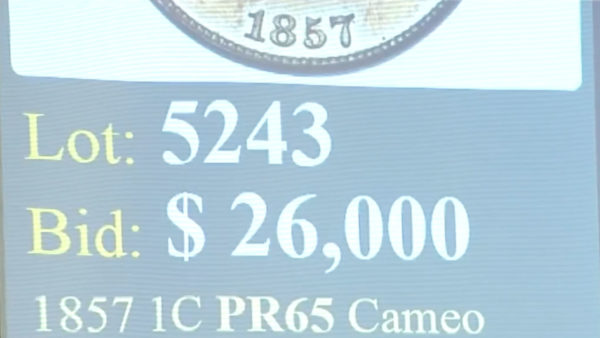 1857
Lot: 5243
Bid: $ 26,000
1857 1C PR65 Cameo